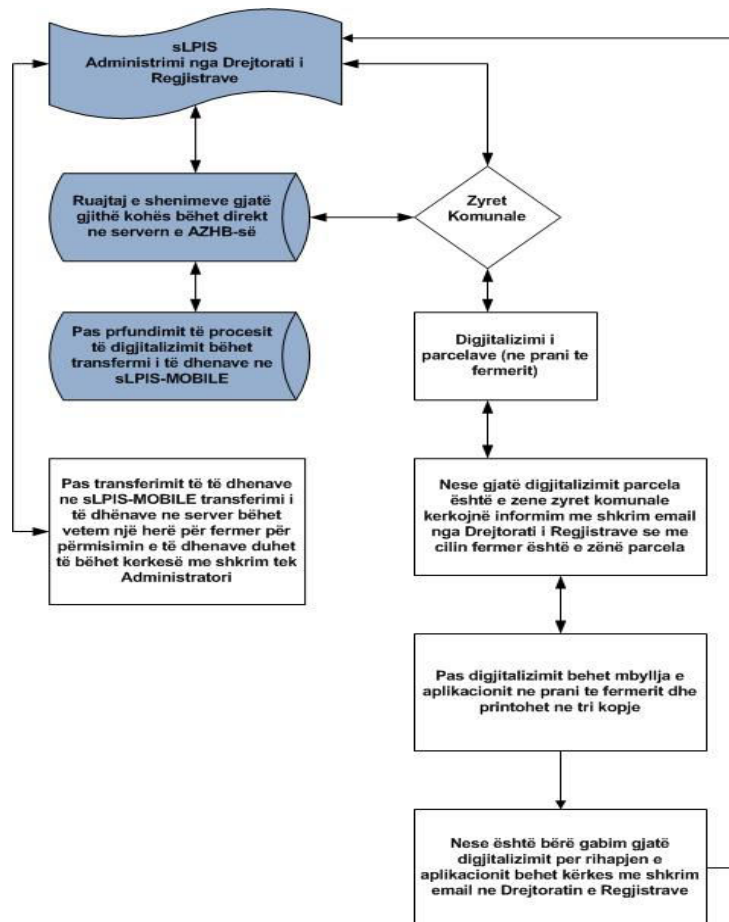 sLPIS
Administrimi nga Drejtorati i
Regjistrave
Ruajtaj e shenimeve gjatë
gjithë kohës bëhet direkt
ne servern e AZHB-së
Zyret
Komunale
Pas prfundimit të procesit
të digjitalizimit bëhet
transfermi i të dhenave ne
sLPIS-MOBILE
Digjitalizimi i
parcelave (ne prani te
fermerit)
Pas transferimit të të dhenave
ne sLPIS-MOBILE transferimi i
të dhënave ne server bëhet
vetem një herë për fermer për
përmisimin e të dhenave duhet
të bëhet kerkesë me shkrim tek
Administratori
Nese gjatë digjitalizimit parcela
është e zene zyret komunale
kerkojnë informim me shkrim email
nga Drejtorati i Regjistrave se me
cilin fermer është e zënë parcela
Pas digjitalizimit behet mbyllja e
aplikacionit ne prani te fermerit dhe
printohet ne tri kopje
Nese është bërë gabim gjatë
digjitalizimit per rihapjen e
aplikacionit behet kërkes me shkrim
email ne Drejtoratin e Regjistrave